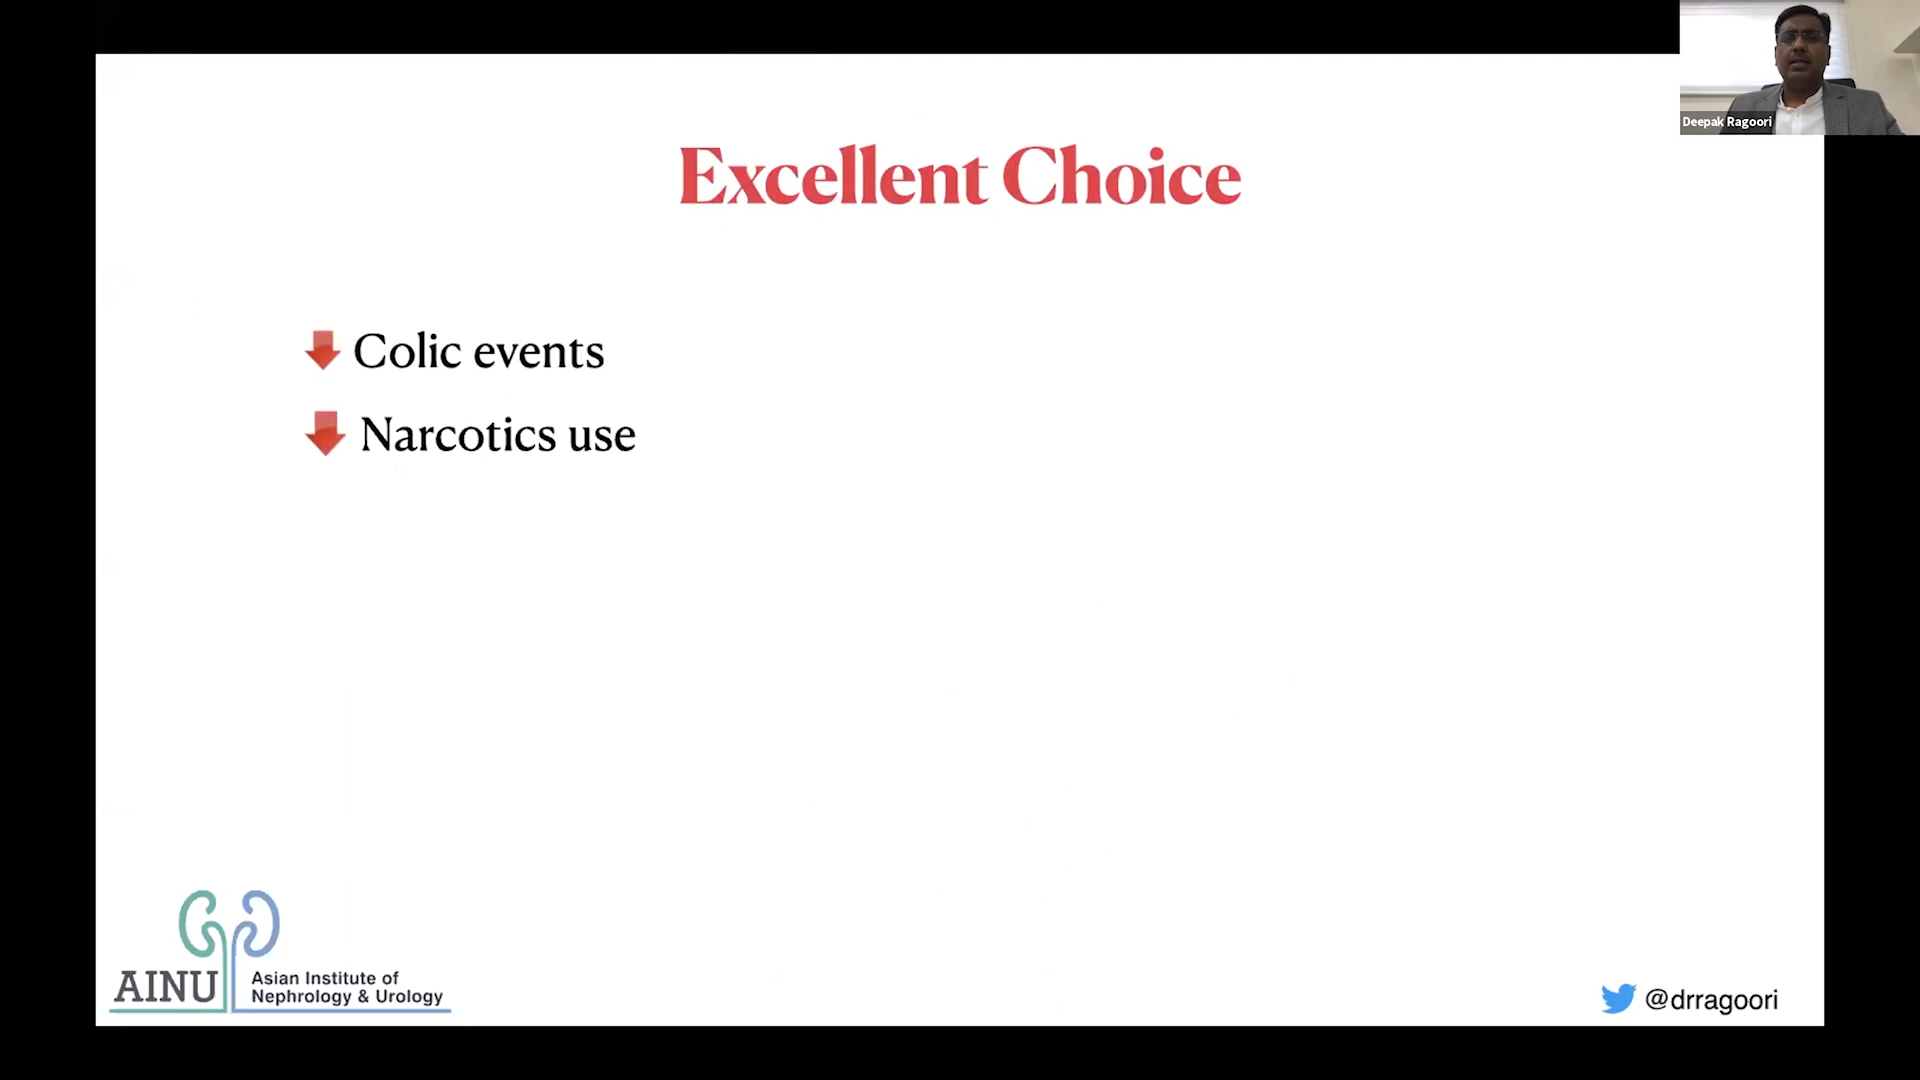 Deepak Ragoori
Excellent Choice
Colic events
Narcotics use
AINU
Asian Institute of
Nephrology & Urology
@drragoori